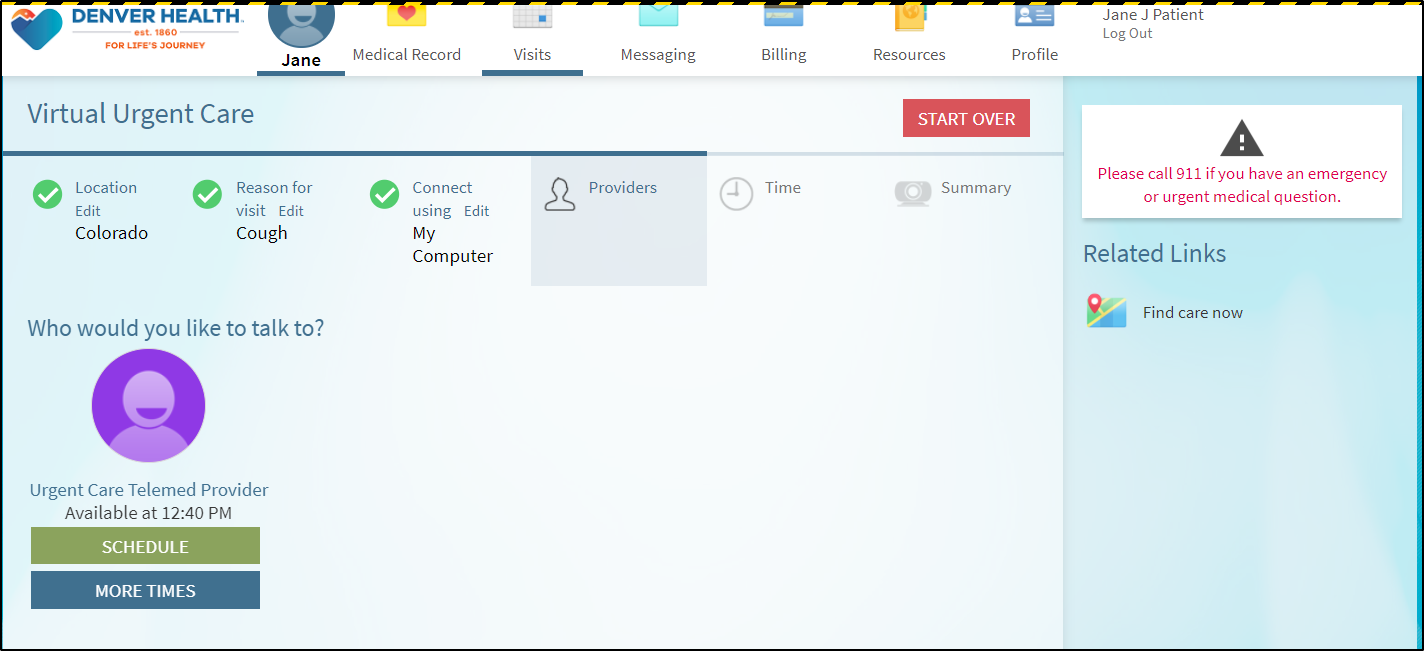 DENVER HEALTH™
est. 1860
FOR LIFE'S JOURNEY
Jane
Medical Record
Visits
Messaging
Billing
Resources
Profile
Jane J Patient
Log Out
Virtual Urgent Care
START OVER
Location
Edit
Colorado
Reason for
visit Edit
Cough
Connect
using Edit
My
Computer
Providers
Time
Summary
Who would you like to talk to?
Urgent Care Telemed Provider
Available at 12:40 PM
SCHEDULE
MORE TIMES
Please call 911 if you have an emergency
or urgent medical question.
Related Links
Find care now